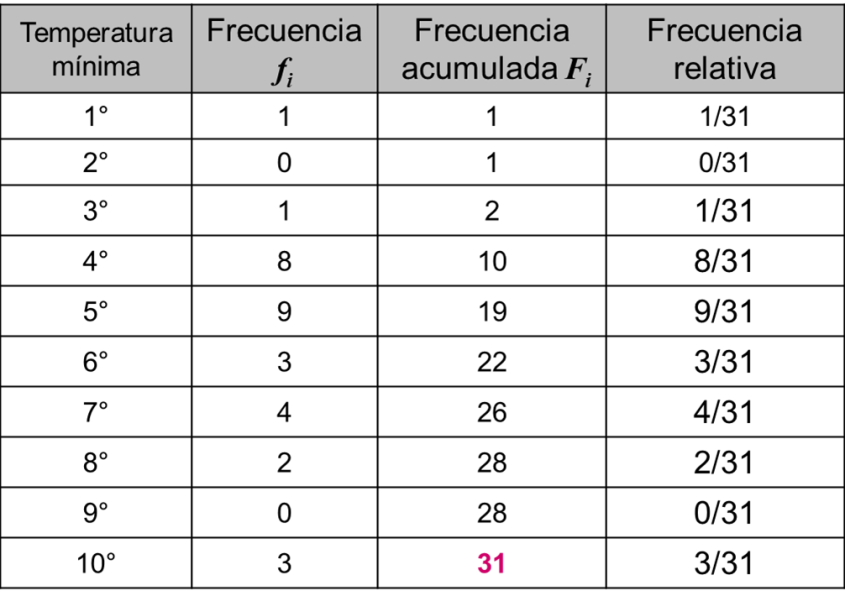 Temperatura mínima | Frecuencia fᵢ | Frecuencia acumulada Fᵢ | Frecuencia relativa
1° | 1 | 1 | 1/31
2° | 0 | 1 | 0/31
3° | 1 | 2 | 1/31
4° | 8 | 10 | 8/31
5° | 9 | 19 | 9/31
6° | 3 | 22 | 3/31
7° | 4 | 26 | 4/31
8° | 2 | 28 | 2/31
9° | 0 | 28 | 0/31
10° | 3 | 31 | 3/31